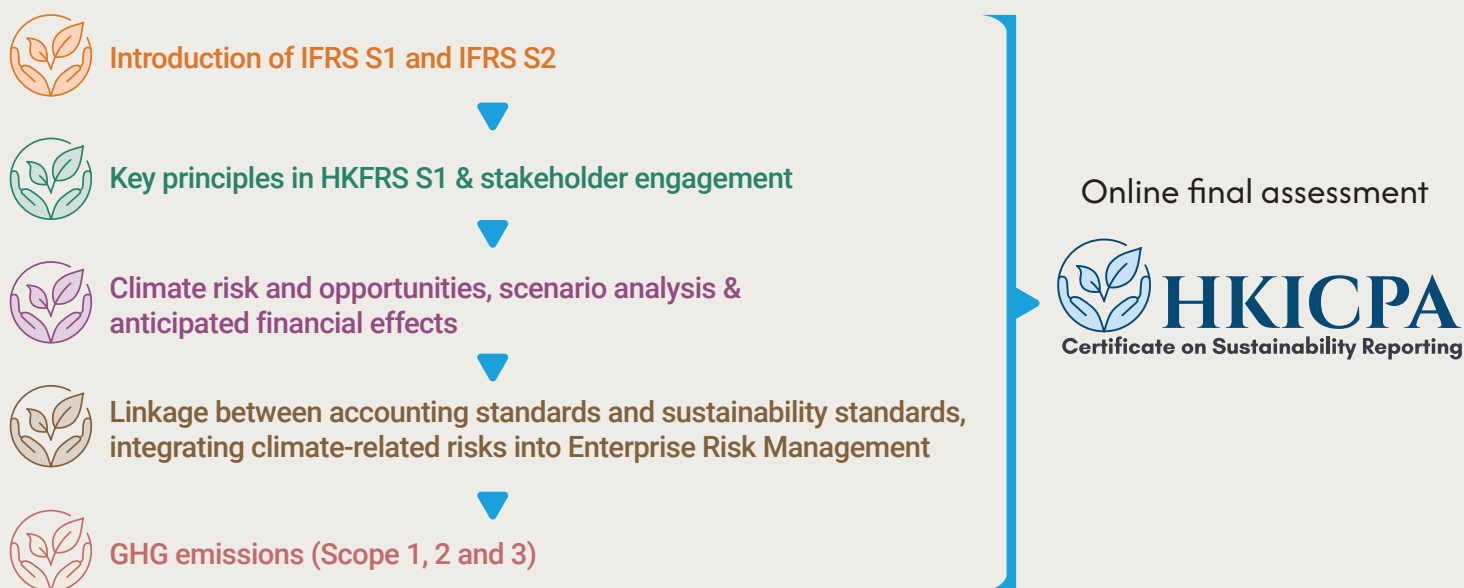 Introduction of IFRS S1 and IFRS S2
Key principles in HKFRS S1 & stakeholder engagement
Climate risk and opportunities, scenario analysis &
anticipated financial effects
Linkage between accounting standards and sustainability standards,
integrating climate-related risks into Enterprise Risk Management
GHG emissions (Scope 1, 2 and 3)
Online final assessment
HKICPA
Certificate on Sustainability Reporting